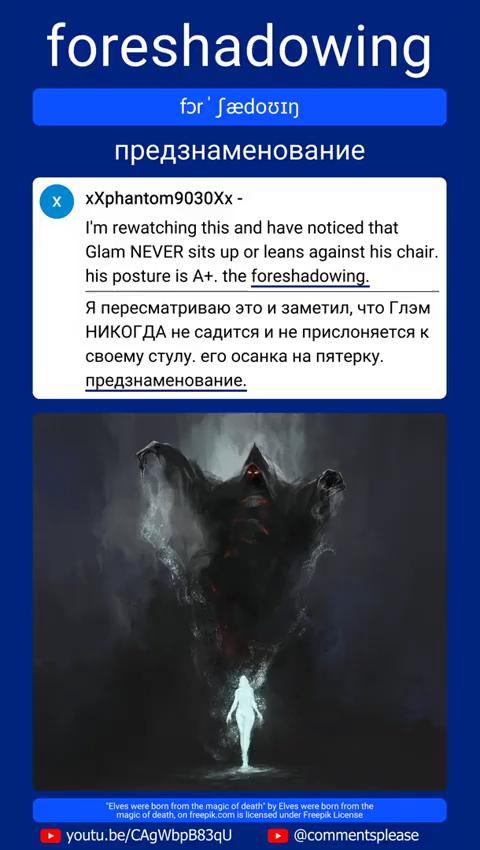 foreshadowing
fɔrˈʃædoʊɪŋ
предзнаменование
x
xXphantom9030Xx -
I'm rewatching this and have noticed that
Glam NEVER sits up or leans against his chair.
his posture is A+. the foreshadowing.
Я пересматриваю это и заметил, что Глэм
НИКОГДА не садится и не прислоняется к
своему стулу. его осанка на пятерку.
предзнаменование.
"Elves were born from the magic of death" by Elves were born from the
magic of death, on freepik.com is licensed under Freepik License
youtu.be/CAgWbpB83qU @commentsplease